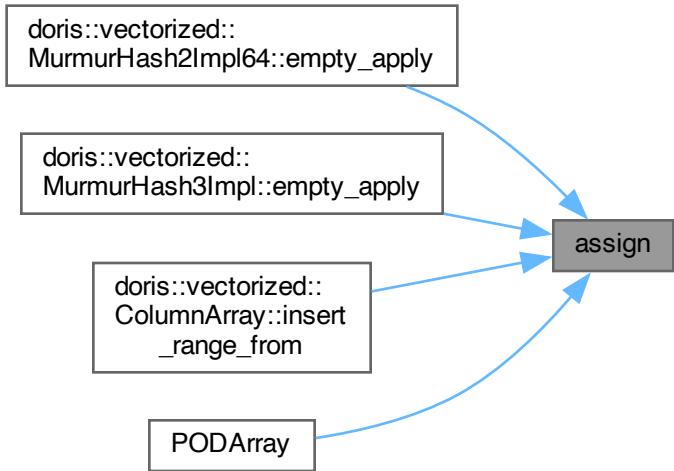 doris::vectorized::
MurmurHash2Impl64::empty_apply
doris::vectorized::
MurmurHash3Impl::empty_apply
assign
doris::vectorized::
ColumnArray::insert
_range_from
PODArray